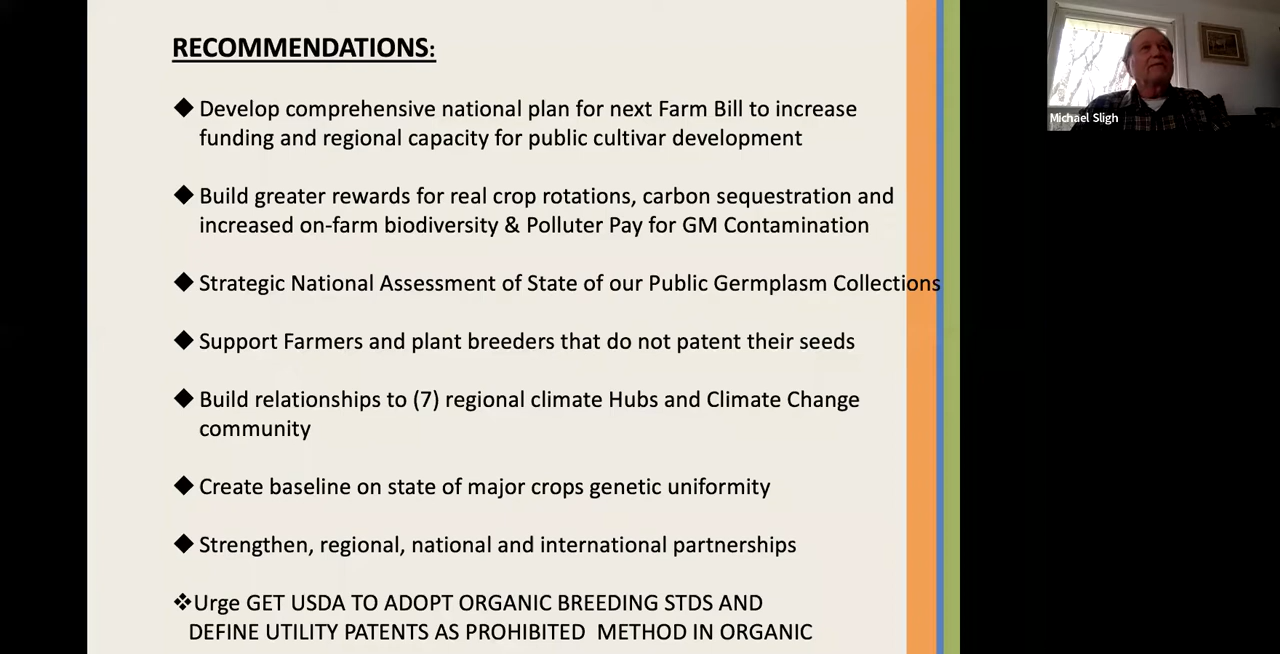 RECOMMENDATIONS:
◆ Develop comprehensive national plan for next Farm Bill to increase
funding and regional capacity for public cultivar development
◆ Build greater rewards for real crop rotations, carbon sequestration and
increased on-farm biodiversity & Polluter Pay for GM Contamination
◆ Strategic National Assessment of State of our Public Germplasm Collections
◆ Support Farmers and plant breeders that do not patent their seeds
◆ Build relationships to (7) regional climate Hubs and Climate Change
community
◆ Create baseline on state of major crops genetic uniformity
◆ Strengthen, regional, national and international partnerships
❖Urge GET USDA TO ADOPT ORGANIC BREEDING STDS AND
DEFINE UTILITY PATENTS AS PROHIBITED METHOD IN ORGANIC
Michael Sligh